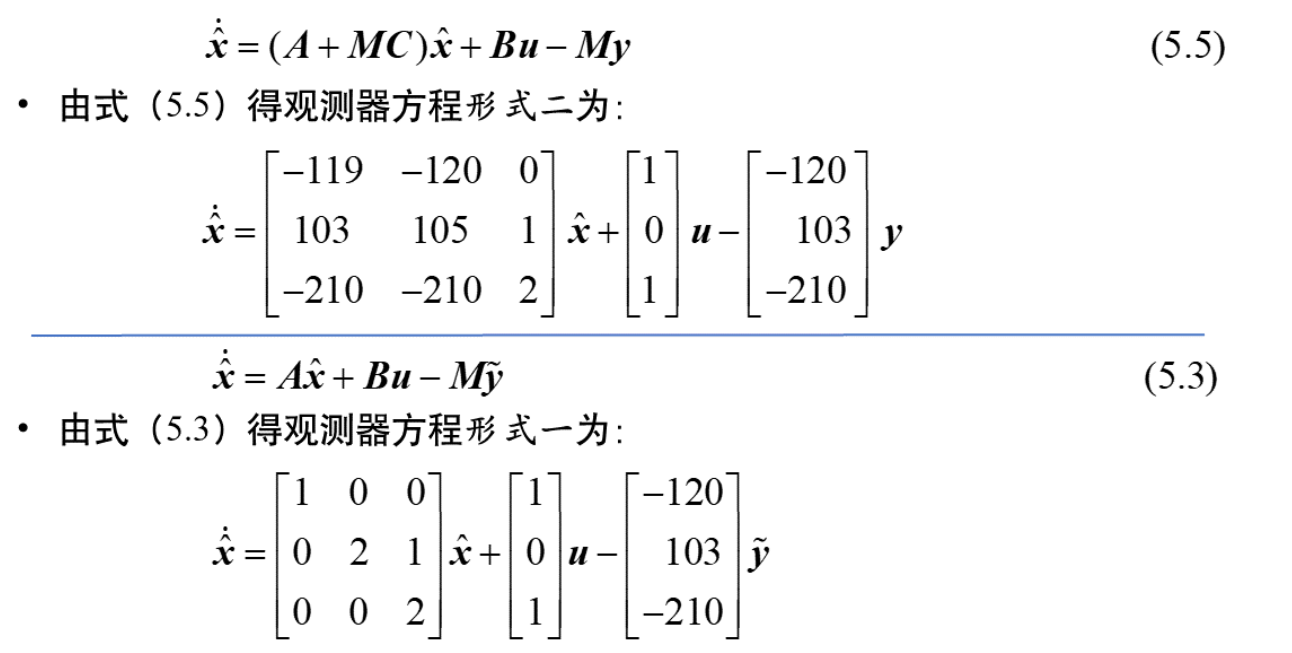 $\dot{\hat{x}} = (A + MC)\hat{x} + Bu - My$ (5.5)
• 由式（5.5）得观测器方程形式二为：
$\dot{\hat{x}} = \begin{bmatrix} -119 & -120 & 0 \\ 103 & 105 & 1 \\ -210 & -210 & 2 \end{bmatrix} \hat{x} + \begin{bmatrix} 1 \\ 0 \\ 1 \end{bmatrix} u - \begin{bmatrix} -120 \\ 103 \\ -210 \end{bmatrix} y$
$\dot{\hat{x}} = A\hat{x} + Bu - M\tilde{y}$ (5.3)
• 由式（5.3）得观测器方程形式一为：
$\dot{\hat{x}} = \begin{bmatrix} 1 & 0 & 0 \\ 0 & 2 & 1 \\ 0 & 0 & 2 \end{bmatrix} \hat{x} + \begin{bmatrix} 1 \\ 0 \\ 1 \end{bmatrix} u - \begin{bmatrix} -120 \\ 103 \\ -210 \end{bmatrix} \tilde{y}$